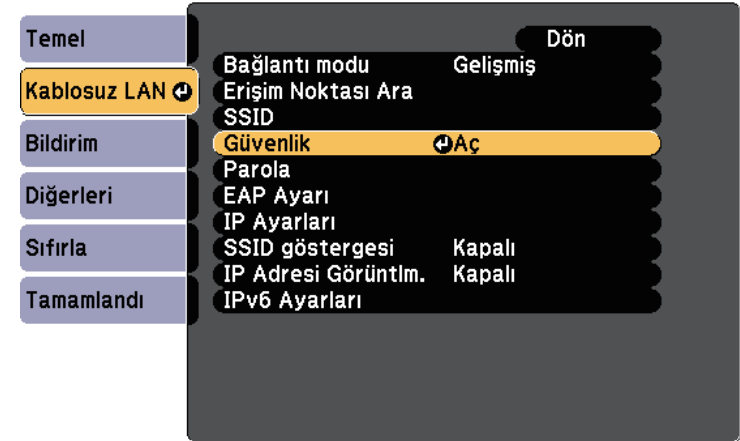 Temel
Kablosuz LAN
Bildirim
Diğerleri
Sıfırla
Tamamlandı
Dön
Bağlantı modu Gelişmiş
Erişim Noktası Ara
SSID
Güvenlik Aç
Parola
EAP Ayarı
IP Ayarları
SSID göstergesi Kapalı
IP Adresi Görüntlm. Kapalı
IPv6 Ayarları